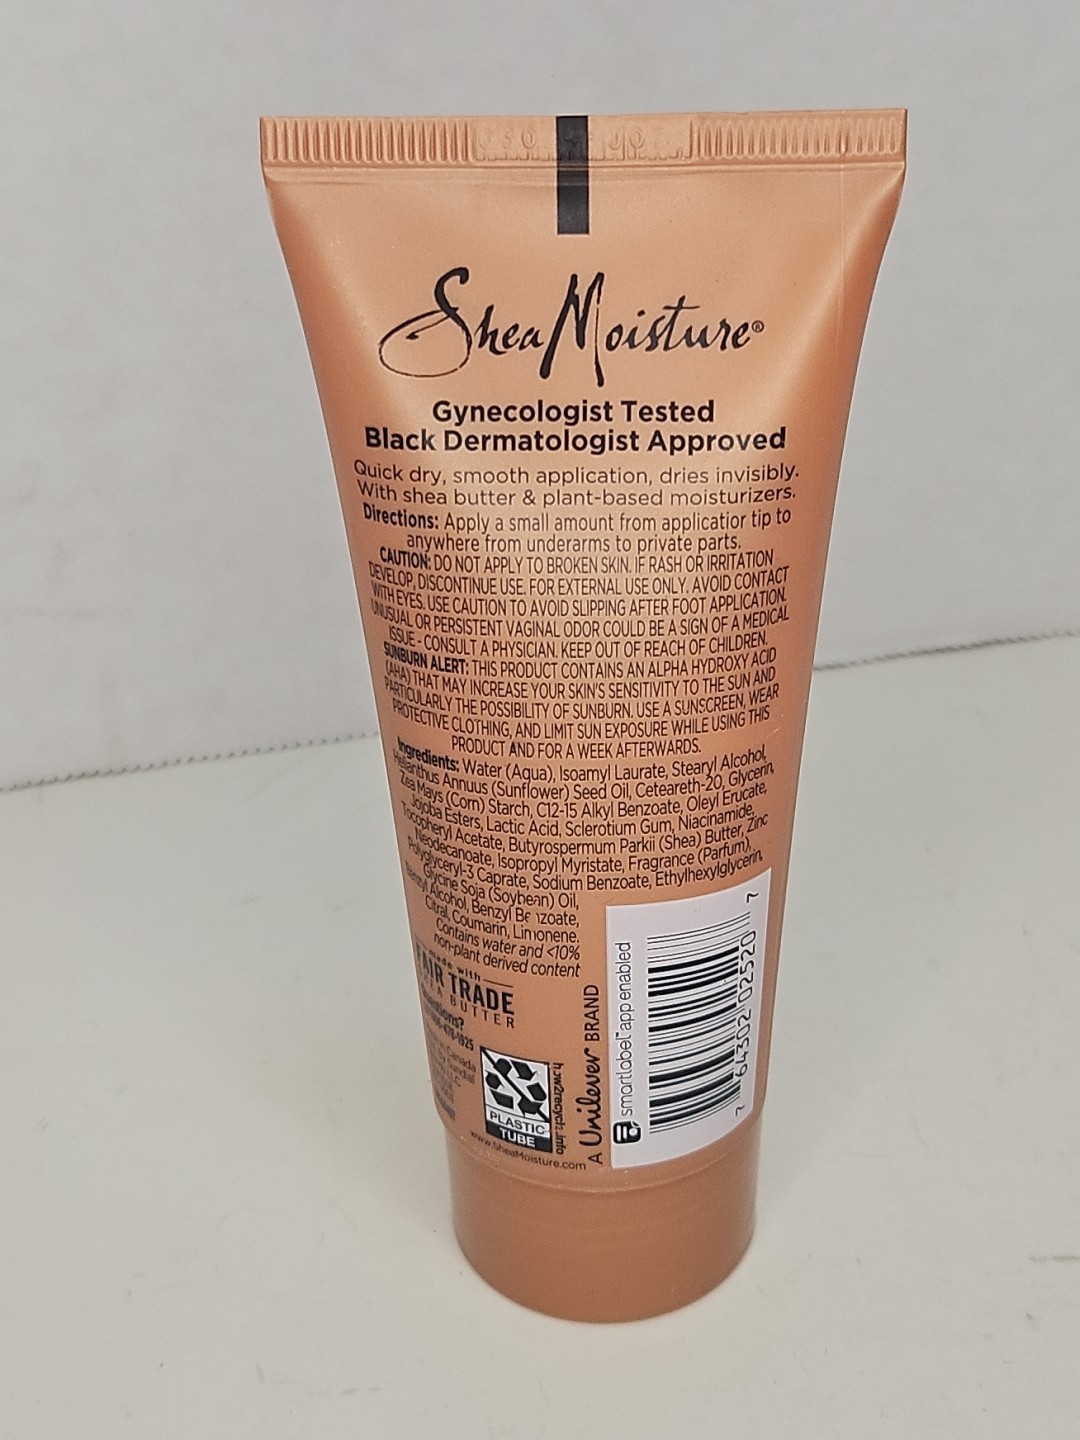 SheaMoisture®
Gynecologist Tested
Black Dermatologist Approved
Quick dry, smooth application, dries invisibly.
With shea butter & plant-based moisturizers.
Directions: Apply a small amount from applicatior tip to
anywhere from underarms to private parts.
CAUTION: DO NOT APPLY TO BROKEN SKIN. IF RASH OR IRRITATION
DEVELOP, DISCONTINUE USE. FOR EXTERNAL USE ONLY. AVOID CONTACT
WITH EYES. USE CAUTION TO AVOID SLIPPING AFTER FOOT APPLICATION.
UNUSUAL OR PERSISTENT VAGINAL ODOR COULD BE A SIGN OF A MEDICAL
ISSUE - CONSULT A PHYSICIAN. KEEP OUT OF REACH OF CHILDREN.
SUNBURN ALERT: THIS PRODUCT CONTAINS AN ALPHA HYDROXY ACID
(AHA) THAT MAY INCREASE YOUR SKIN'S SENSITIVITY TO THE SUN AND
PARTICULARLY THE POSSIBILITY OF SUNBURN. USE A SUNSCREEN, WEAR
PROTECTIVE CLOTHING, AND LIMIT SUN EXPOSURE WHILE USING THIS
PRODUCT AND FOR A WEEK AFTERWARDS.
Ingredients: Water (Aqua), Isoamyl Laurate, Stearyl Alcohol,
Helianthus Annuus (Sunflower) Seed Oil, Ceteareth-20, Glycerin,
Zea Mays (Corn) Starch, C12-15 Alkyl Benzoate, Oleyl Erucate,
Jojoba Esters, Lactic Acid, Sclerotium Gum, Niacinamide,
Tocopheryl Acetate, Butyrospermum Parkii (Shea) Butter, Zinc
Neodecanoate, Isopropyl Myristate, Fragrance (Parfum),
Polyglyceryl-3 Caprate, Sodium Benzoate, Ethylhexylglycerin,
Glycine Soja (Soybean) Oil,
Benzyl Alcohol, Benzyl Benzoate,
Citral, Coumarin, Limonene.
Contains water and <10%
non-plant derived content
made with
FAIR TRADE
SHEA BUTTER
Canada
Sundial
LLC
PLASTIC
TUBE
how2recycle.info
www.SheaMoisture.com
A Unilever BRAND
smartlabel™ app enabled
7 64302 02520 7